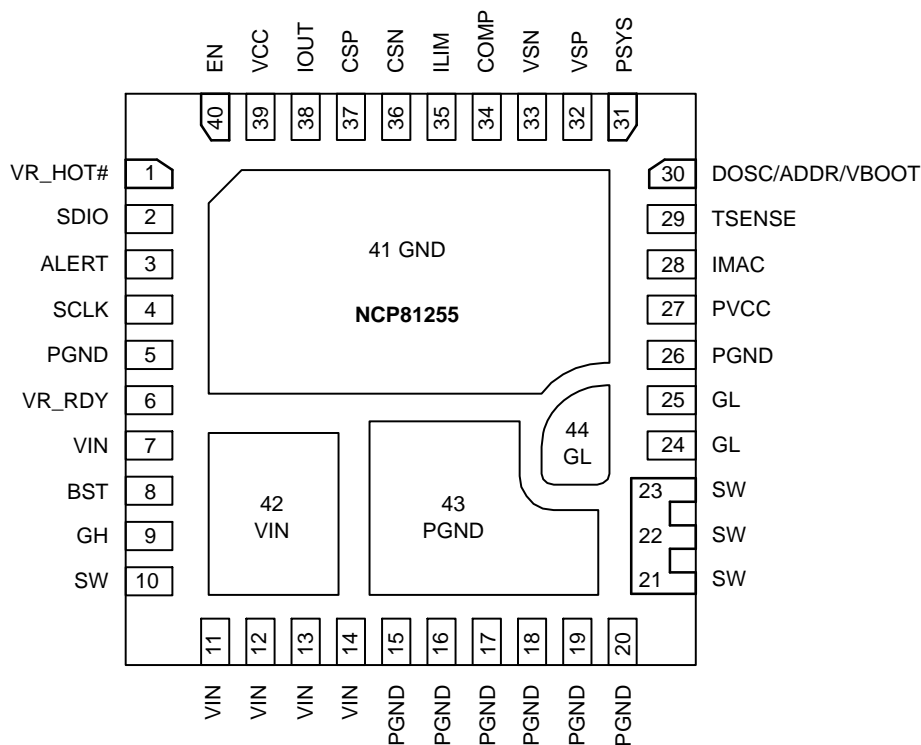 EN VCC IOUT CSP CSN ILIM COMP VSN VSP PSYS
40 39 38 37 36 35 34 33 32 31
VR_HOT# 1 30 DOSC/ADDR/VBOOT
SDIO 2 29 TSENSE
ALERT 3 41 GND 28 IMAC
SCLK 4 NCP81255 27 PVCC
PGND 5 26 PGND
VR_RDY 6 25 GL
VIN 7 44 GL 24 GL
BST 8 23 SW
42 VIN
43 PGND
GH 9 22 SW
SW 10 21 SW
11 12 13 14 15 16 17 18 19 20
VIN VIN VIN VIN PGND PGND PGND PGND PGND PGND